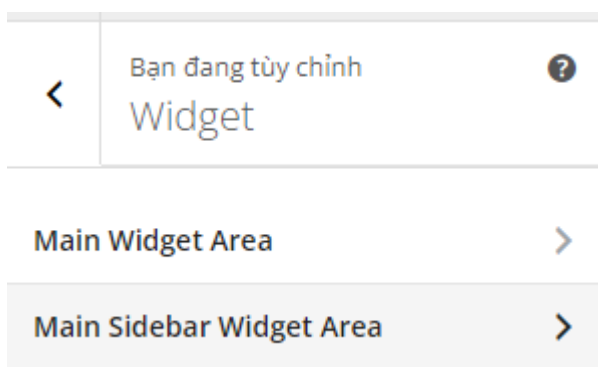 Bạn đang tùy chỉnh
Widget
Main Widget Area
Main Sidebar Widget Area